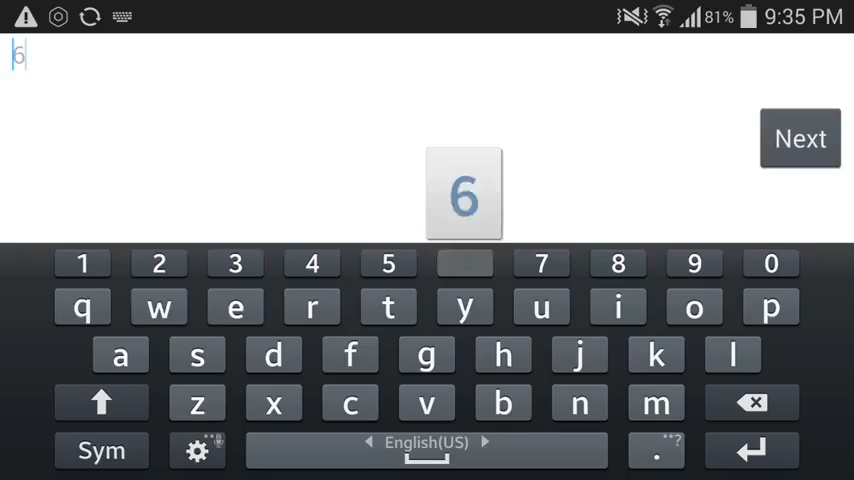 81% 9:35 PM
6
Next
6
1 2 3 4 5 7 8 9 0
q w e r t y u i o p
a s d f g h j k l
z x c v b n m
Sym English(US) . ?